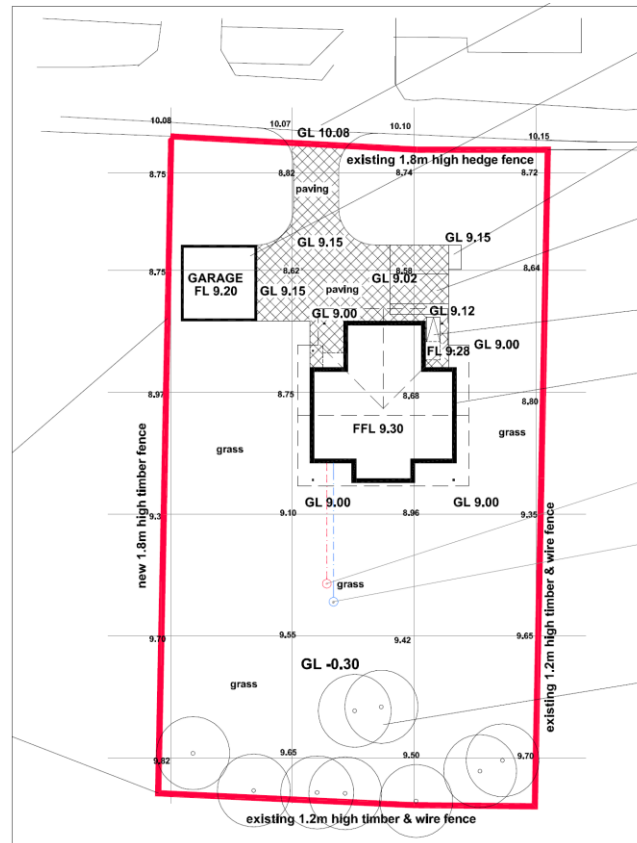 10.08
10.07
10.10
10.15
GL 10.08
existing 1.8m high hedge fence
8.75
8.82
8.74
8.72
paving
GL 9.15
GL 9.15
8.75
8.62
8.58
8.64
GARAGE
FL 9.20
GL 9.02
GL 9.15
paving
GL 9.00
GL 9.12
FL 9.28
GL 9.00
8.97
8.75
8.68
8.80
FFL 9.30
grass
grass
new 1.8m high timber fence
GL 9.00
GL 9.00
9.10
8.96
9.35
existing 1.2m high timber & wire fence
grass
9.70
9.55
9.42
9.65
GL -0.30
grass
9.82
9.65
9.50
9.70
existing 1.2m high timber & wire fence